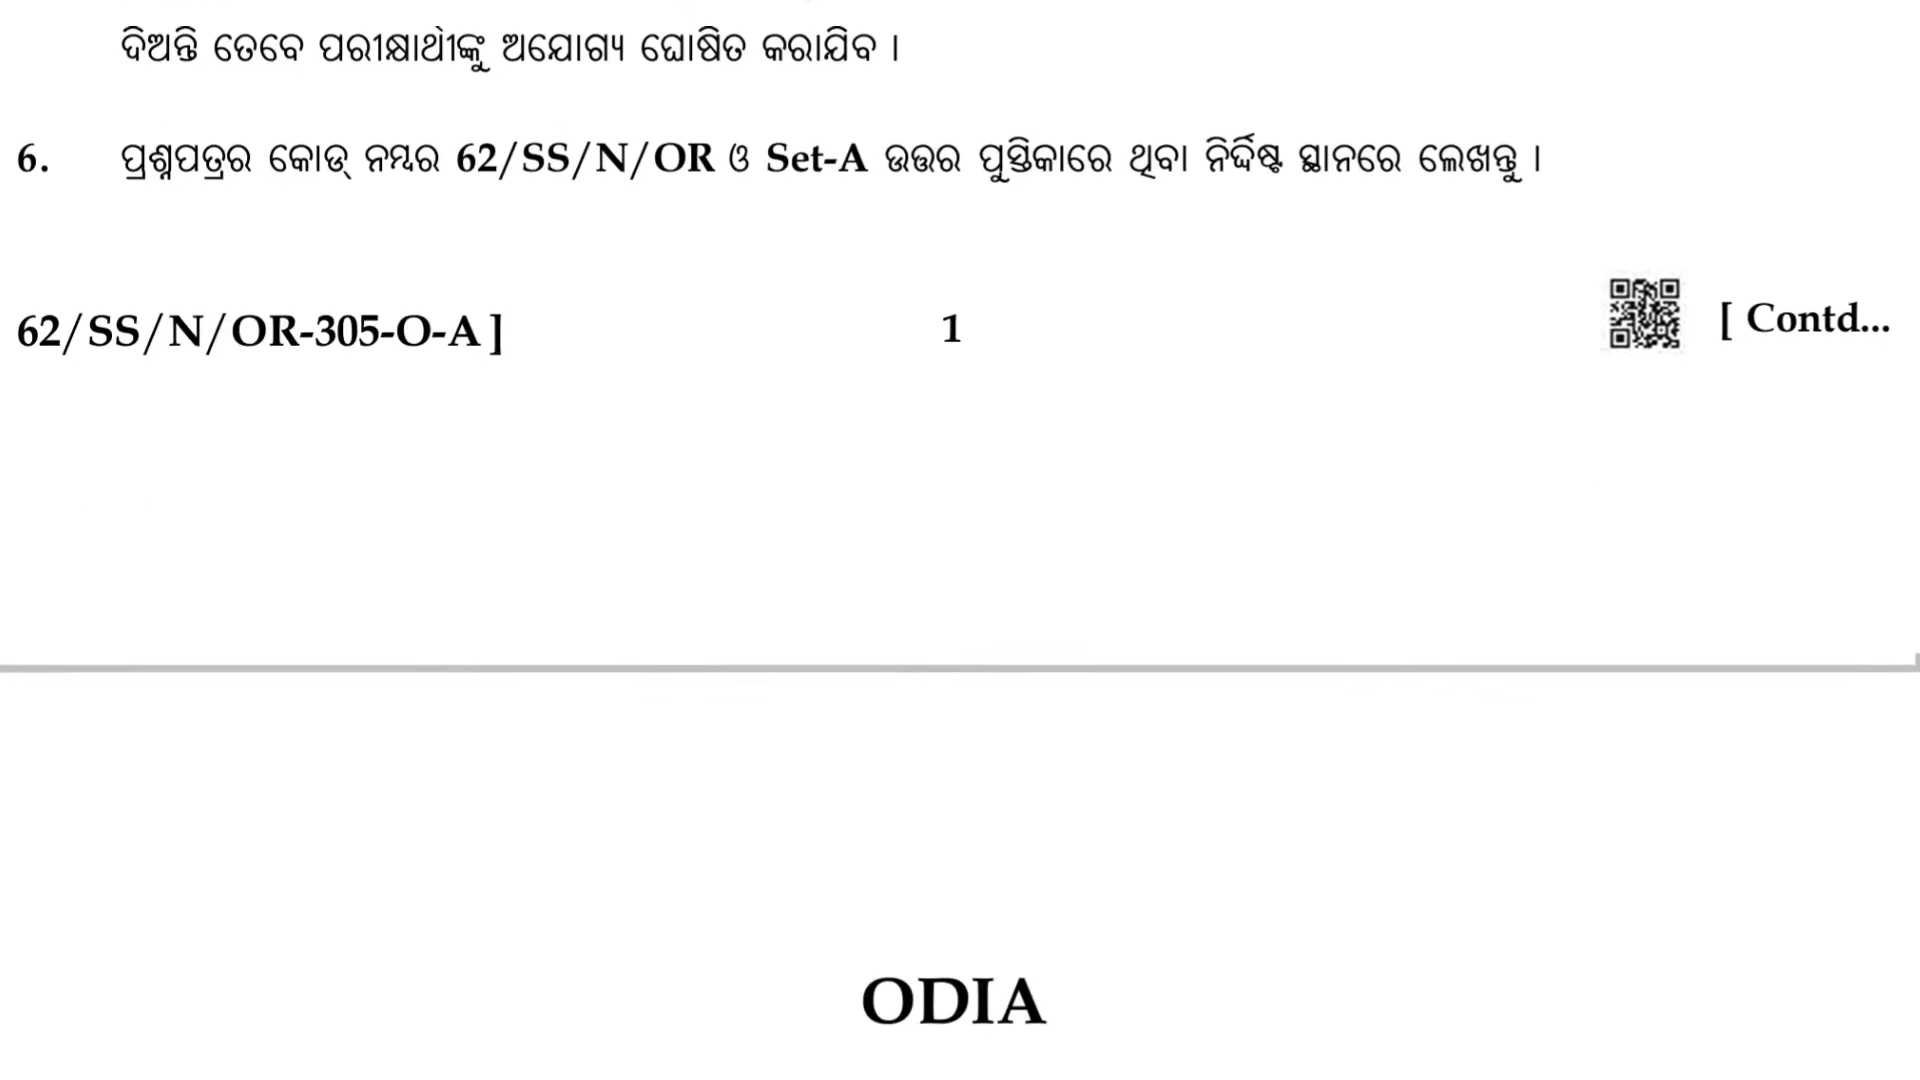 ଦିଅନ୍ତି ତେବେ ପରୀକ୍ଷାର୍ଥୀଙ୍କୁ ଅଯୋଗ୍ୟ ଘୋଷିତ କରାଯିବ ।
6. ପ୍ରଶ୍ନପତ୍ରର କୋଡ୍ ନମ୍ବର 62/SS/N/OR ଓ Set-A ଉତ୍ତର ପୁସ୍ତିକାରେ ଥିବା ନିର୍ଦ୍ଦିଷ୍ଟ ସ୍ଥାନରେ ଲେଖନ୍ତୁ ।
62/SS/N/OR-305-O-A ] 1 [ Contd...
ODIA